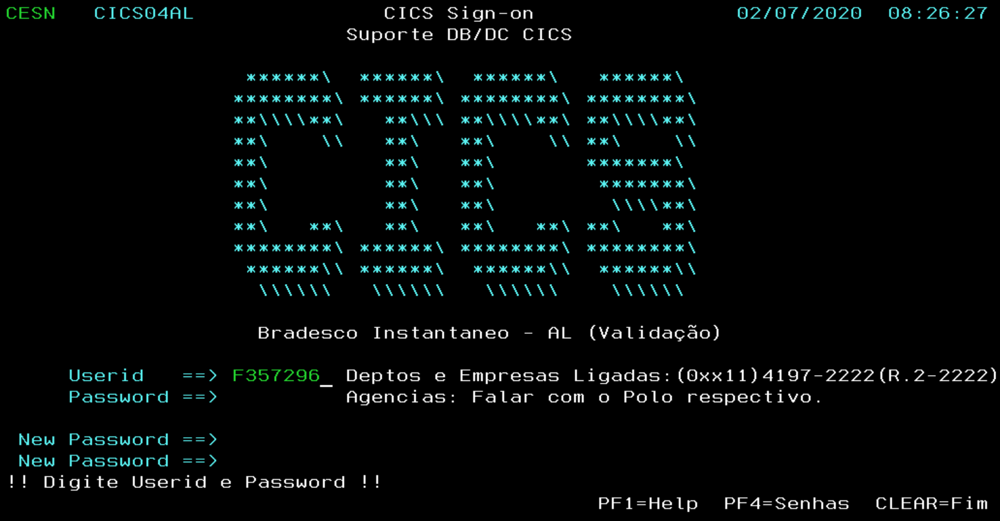 CESN   CICS04AL               CICS Sign-on                02/07/2020  08:26:27
                           Suporte DB/DC CICS
                   ******\  ******\  ******\   ******\
                  ********\ ******\ ********\ ********\
                  **\\\\**\   **\\\ **\\\\**\ **\\\\**\
                  **\    \\   **\   **\    \\ **\    \\
                  **\         **\   **\       *******\
                  **\         **\   **\        *******\
                  **\         **\   **\         \\\\**\
                  **\   **\   **\   **\   **\ **\   **\
                  ********\ ******\ ********\ ********\
                   ******\\ ******\  ******\\  ******\\
                    \\\\\\   \\\\\\   \\\\\\    \\\\\\
                    Bradesco Instantaneo - AL (Validação)
     Userid   ==> F357296_ Deptos e Empresas Ligadas:(0xx11)4197-2222(R.2-2222)
     Password ==>          Agencias: Falar com o Polo respectivo.
 New Password ==>
 New Password ==>
!! Digite Userid e Password !!
                                               PF1=Help  PF4=Senhas  CLEAR=Fim